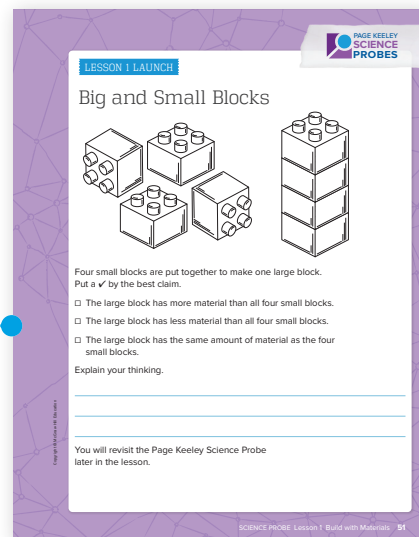 PAGE KEELEY
SCIENCE
PROBES
LESSON 1 LAUNCH
Big and Small Blocks
Four small blocks are put together to make one large block.
Put a ✓ by the best claim.
□ The large block has more material than all four small blocks.
□ The large block has less material than all four small blocks.
□ The large block has the same amount of material as the four
small blocks.
Explain your thinking.
You will revisit the Page Keeley Science Probe
later in the lesson.
Copyright © McGraw-Hill Education
SCIENCE PROBE Lesson 1 Build with Materials 51